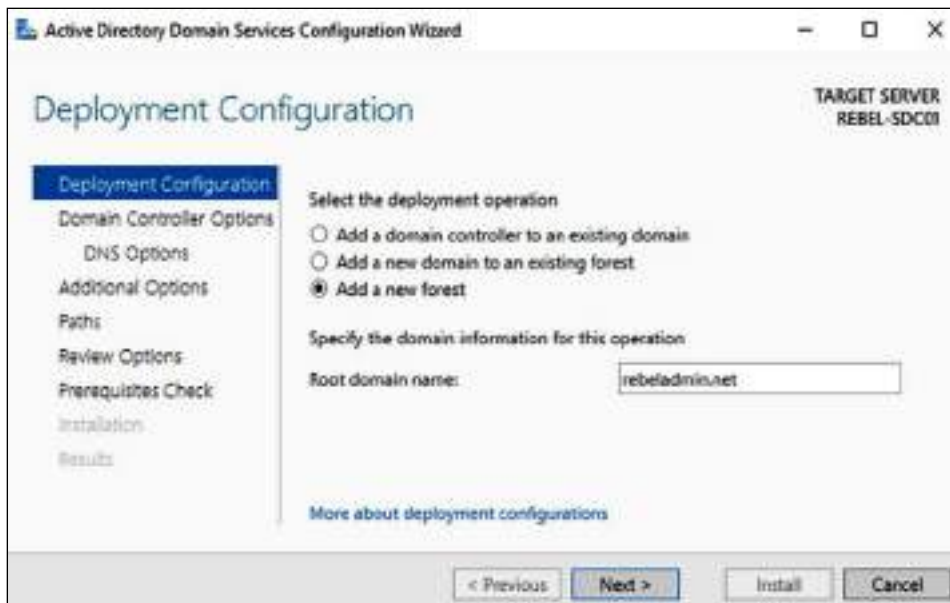 Active Directory Domain Services Configuration Wizard
Deployment Configuration
TARGET SERVER
REBEL-SDC01
Deployment Configuration
Domain Controller Options
DNS Options
Additional Options
Paths
Review Options
Prerequisites Check
Installation
Results
Select the deployment operation
Add a domain controller to an existing domain
Add a new domain to an existing forest
Add a new forest
Specify the domain information for this operation
Root domain name:
rebeladmin.net
More about deployment configurations
< Previous
Next >
Install
Cancel